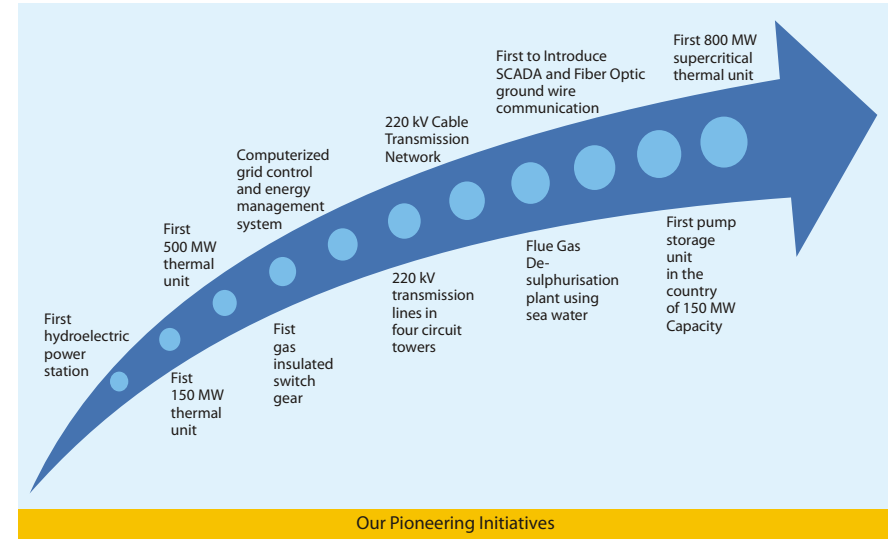 First
hydroelectric
power
station
Fist
150 MW
thermal
unit
First
500 MW
thermal
unit
Fist
gas
insulated
switch
gear
Computerized
grid control
and energy
management
system
220 kV
transmission
lines in
four circuit
towers
220 kV Cable
Transmission
Network
Flue Gas
De-
sulphurisation
plant using
sea water
First to Introduce
SCADA and Fiber Optic
ground wire
communication
First pump
storage
unit
in the
country
of 150 MW
Capacity
First 800 MW
supercritical
thermal unit
Our Pioneering Initiatives